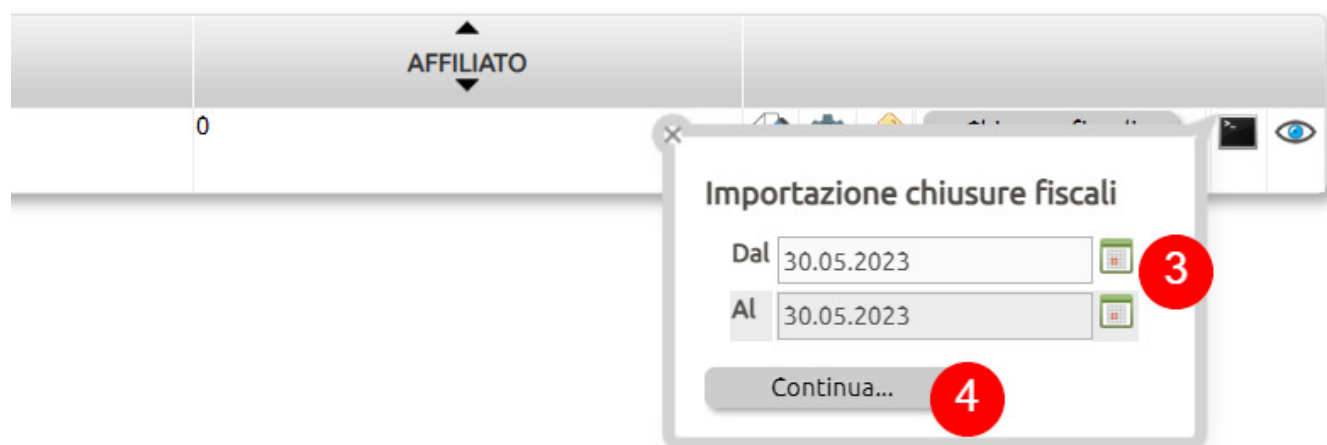 AFFILIATO
0
Importazione chiusure fiscali
Dal 30.05.2023
3
Al 30.05.2023
Continua...
4